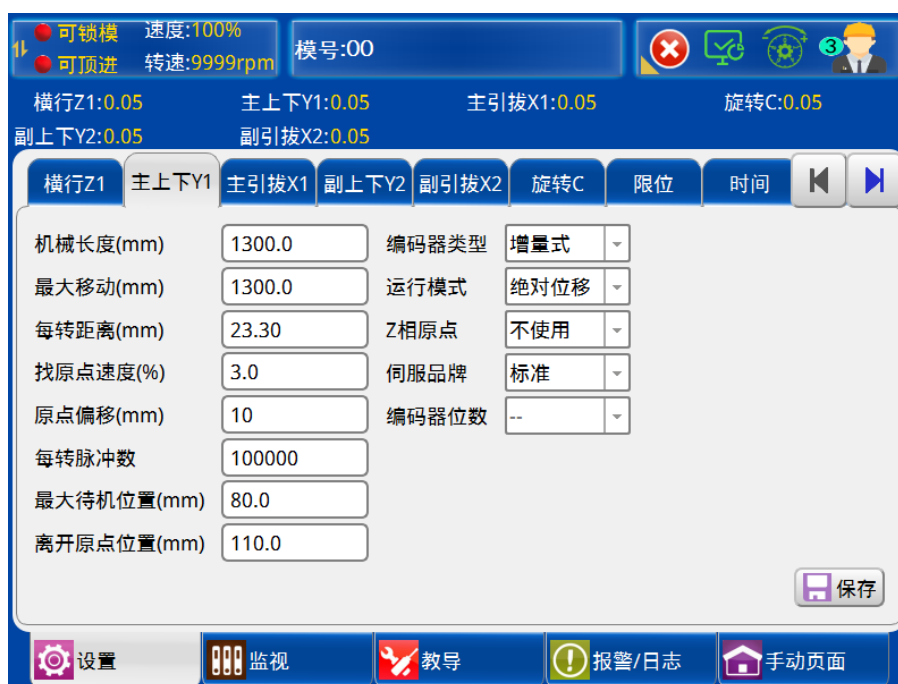 可锁模 速度:100%
可顶进 转速:9999rpm
模号:00
3
横行Z1:0.05 主上下Y1:0.05 主引拔X1:0.05 旋转C:0.05
副上下Y2:0.05 副引拔X2:0.05
横行Z1 主上下Y1 主引拔X1 副上下Y2 副引拔X2 旋转C 限位 时间
机械长度(mm) 1300.0 编码器类型 增量式
最大移动(mm) 1300.0 运行模式 绝对位移
每转距离(mm) 23.30 Z相原点 不使用
找原点速度(%) 3.0 伺服品牌 标准
原点偏移(mm) 10 编码器位数 --
每转脉冲数 100000
最大待机位置(mm) 80.0
离开原点位置(mm) 110.0
保存
设置 监视 教导 报警/日志 手动页面